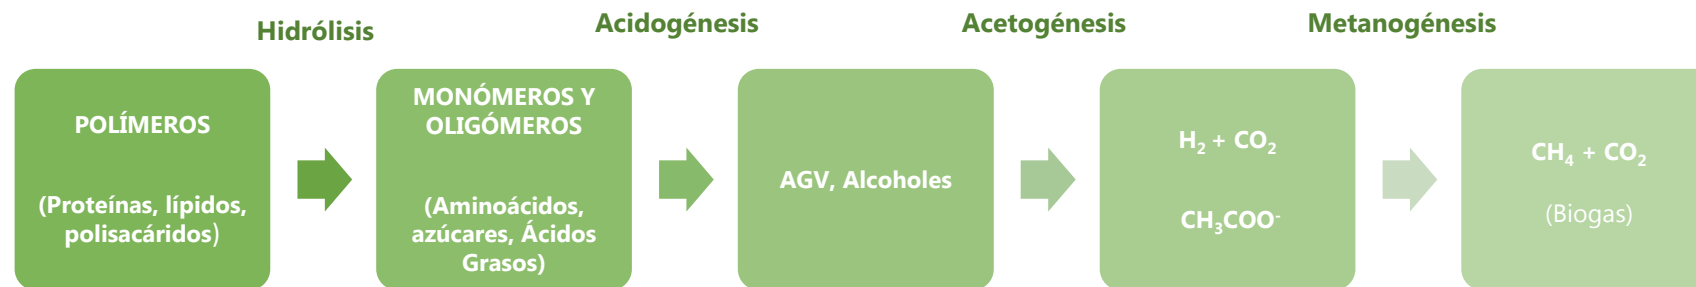 Hidrólisis
Acidogénesis
Acetogénesis
Metanogénesis
POLÍMEROS
(Proteínas, lípidos,
polisacáridos)
MONÓMEROS Y
OLIGÓMEROS
(Aminoácidos,
azúcares, Ácidos
Grasos)
AGV, Alcoholes
H₂ + CO₂
CH₃COO⁻
CH₄ + CO₂
(Biogas)